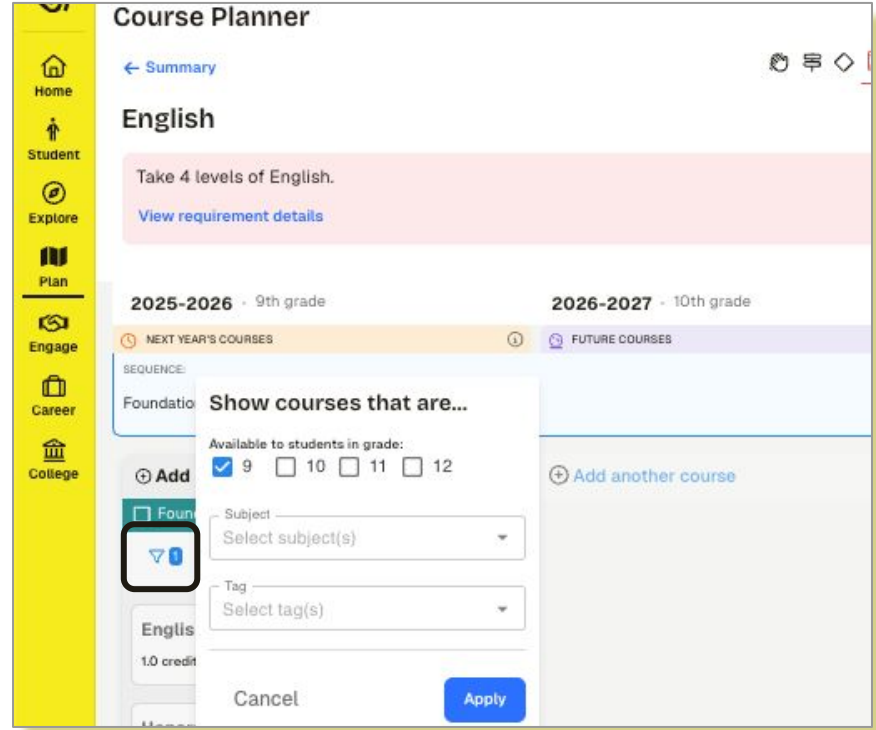 Course Planner
← Summary
Home
English
Student
Take 4 levels of English.
View requirement details
Explore
Plan
2025-2026 · 9th grade
2026-2027 · 10th grade
NEXT YEAR'S COURSES
FUTURE COURSES
Engage
SEQUENCE:
Foundatio
Show courses that are...
Career
Available to students in grade:
9 10 11 12
College
Add
Add another course
Found
Subject
Select subject(s)
1
Tag
Select tag(s)
Englis
1.0 credit
Cancel
Apply